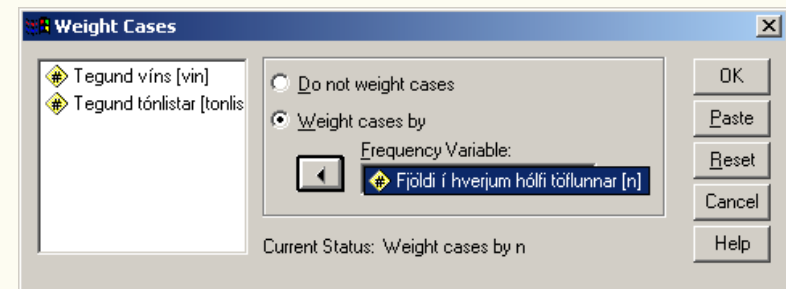 Weight Cases
Tegund víns [vin]
Tegund tónlistar [tonlis
Do not weight cases
Weight cases by
Frequency Variable:
Fjöldi í hverjum hólfi töflunnar [n]
Current Status: Weight cases by n
OK
Paste
Reset
Cancel
Help